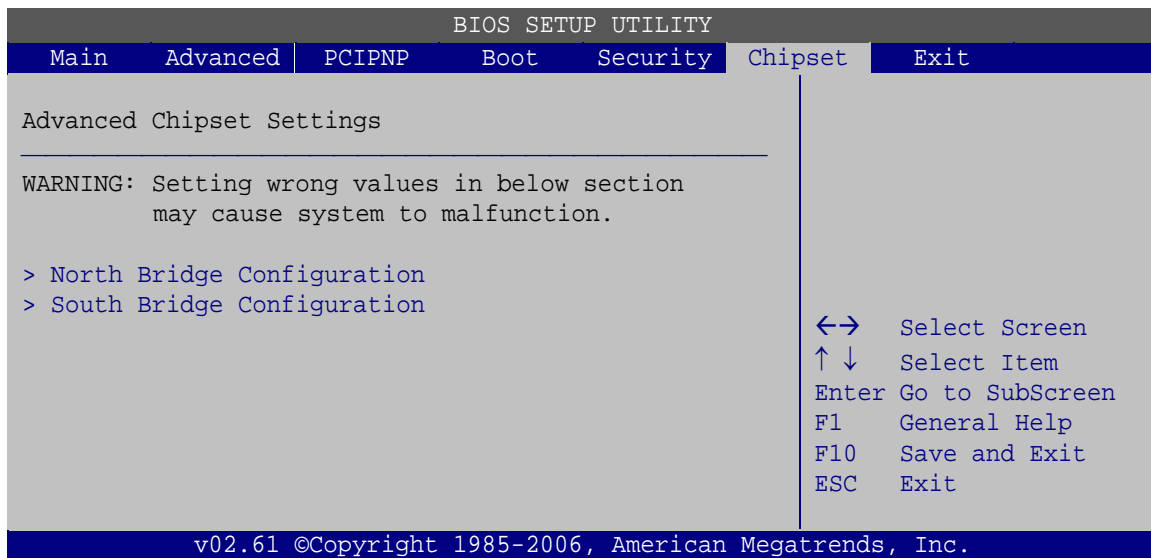 BIOS SETUP UTILITY
Main Advanced PCIPNP Boot Security Chipset Exit
Advanced Chipset Settings
WARNING: Setting wrong values in below section
may cause system to malfunction.
> North Bridge Configuration
> South Bridge Configuration
←→ Select Screen
↑ ↓ Select Item
Enter Go to SubScreen
F1 General Help
F10 Save and Exit
ESC Exit
v02.61 ©Copyright 1985-2006, American Megatrends, Inc.